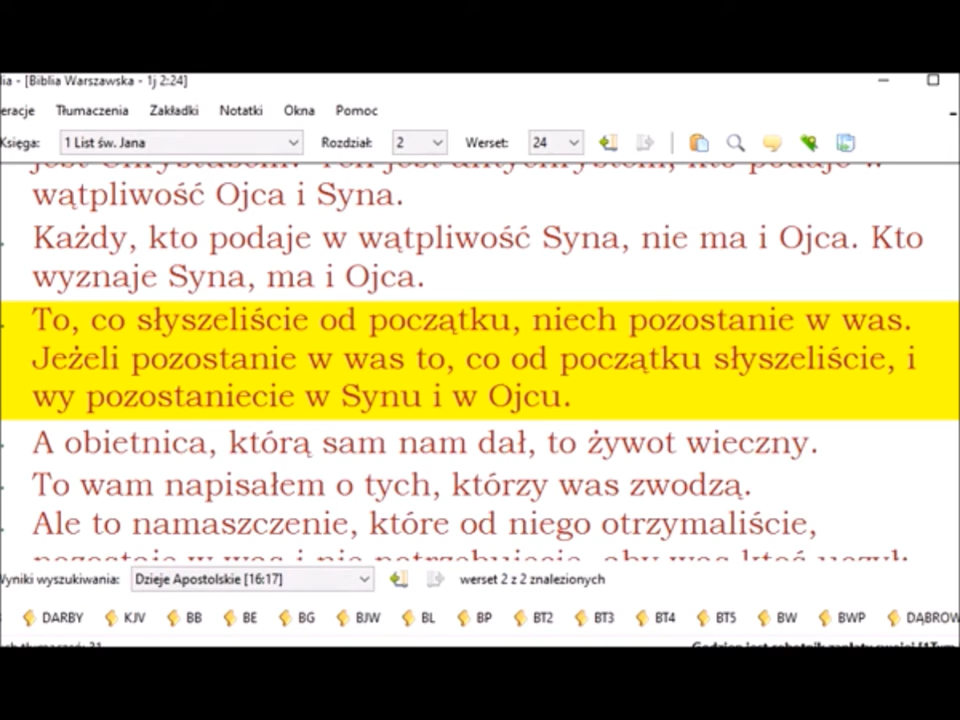 - [Biblia Warszawska - 1j 2:24]
Tłumaczenia Zakładki Notatki Okna Pomoc
Księga: 1 List św. Jana Rozdział: 2 Werset: 24
wątpliwość Ojca i Syna.
Każdy, kto podaje w wątpliwość Syna, nie ma i Ojca. Kto
wyznaje Syna, ma i Ojca.
To, co słyszeliście od początku, niech pozostanie w was.
Jeżeli pozostanie w was to, co od początku słyszeliście, i
wy pozostaniecie w Synu i w Ojcu.
A obietnica, którą sam nam dał, to żywot wieczny.
To wam napisałem o tych, którzy was zwodzą.
Ale to namaszczenie, które od niego otrzymaliście,
wyszukiwania: Dzieje Apostolskie [16:17] werset 2 z 2 znalezionych
DARBY KJV BB BE BG BJW BL BP BT2 BT3 BT4 BT5 BW BWP